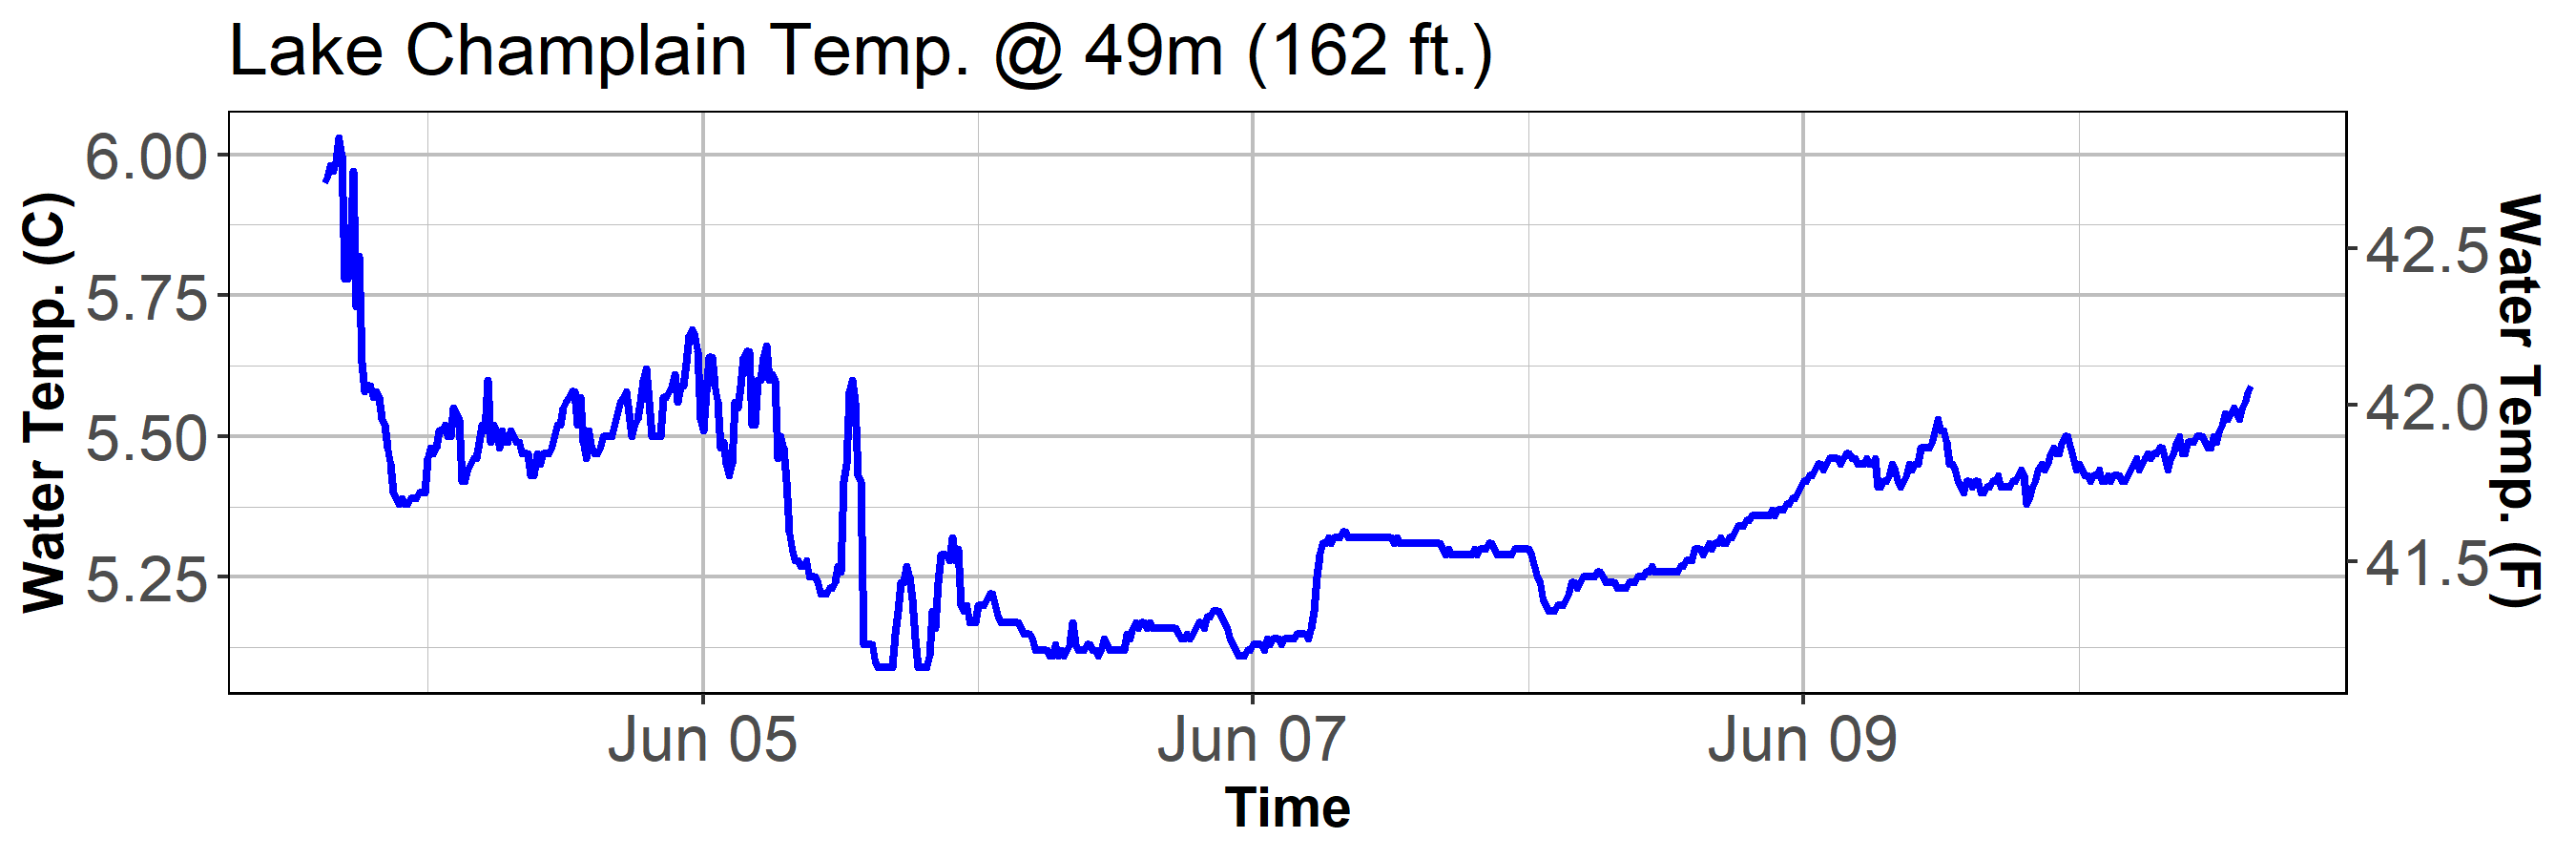 Lake Champlain Temp. @ 49m (162 ft.)
Water Temp. (C)
6.00
5.75
5.50
5.25
42.5
42.0
41.5
Water Temp. (F)
Jun 05
Jun 07
Jun 09
Time